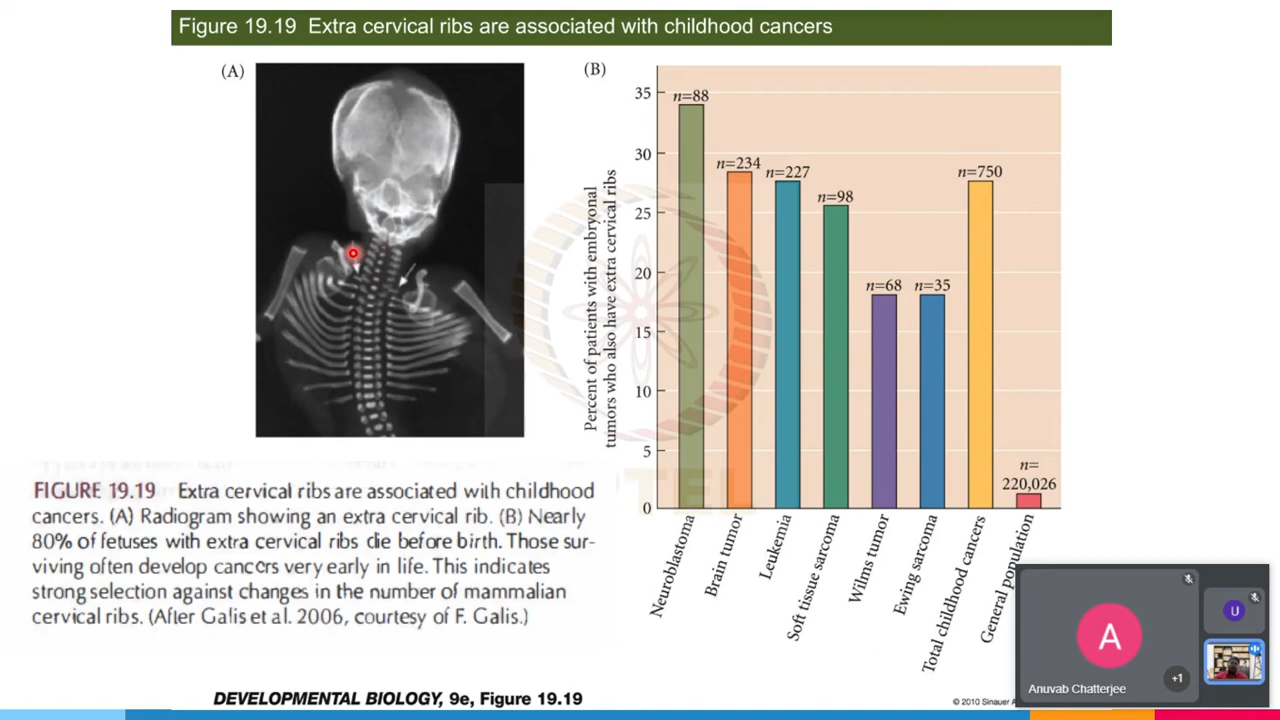 Figure 19.19 Extra cervical ribs are associated with childhood cancers
(A)
(B)
Percent of patients with embryonal
tumors who also have extra cervical ribs
35
30
25
20
15
10
5
0
n=88
n=234
n=227
n=98
n=68
n=35
n=750
n=
220,026
Neuroblastoma
Brain tumor
Leukemia
Soft tissue sarcoma
Wilms tumor
Ewing sarcoma
Total childhood cancers
General population
FIGURE 19.19 Extra cervical ribs are associated with childhood
cancers. (A) Radiogram showing an extra cervical rib. (B) Nearly
80% of fetuses with extra cervical ribs die before birth. Those sur-
viving often develop cancers very early in life. This indicates
strong selection against changes in the number of mammalian
cervical ribs. (After Galis et al. 2006, courtesy of F. Galis.)
DEVELOPMENTAL BIOLOGY, 9e, Figure 19.19
© 2010 Sinauer
A
U
+1
Anuvab Chatterjee